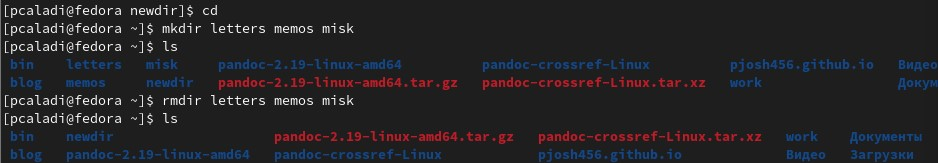 [pcaladi@fedora newdir]$ cd
[pcaladi@fedora ~]$ mkdir letters memos misk
[pcaladi@fedora ~]$ ls
bin letters misk pandoc-2.19-linux-amd64 pandoc-crossref-Linux pjosh456.github.io Видео
blog memos newdir pandoc-2.19-linux-amd64.tar.gz pandoc-crossref-Linux.tar.xz work Докум
[pcaladi@fedora ~]$ rmdir letters memos misk
[pcaladi@fedora ~]$ ls
bin newdir pandoc-2.19-linux-amd64.tar.gz pandoc-crossref-Linux.tar.xz work Документы
blog pandoc-2.19-linux-amd64 pandoc-crossref-Linux pjosh456.github.io Видео Загрузки